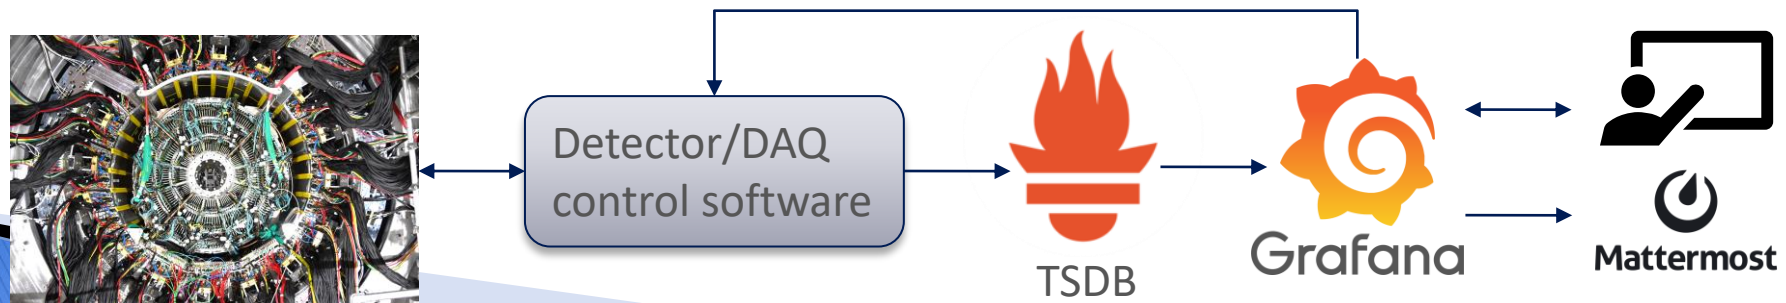 Detector/DAQ
control software
TSDB
Grafana
Mattermost